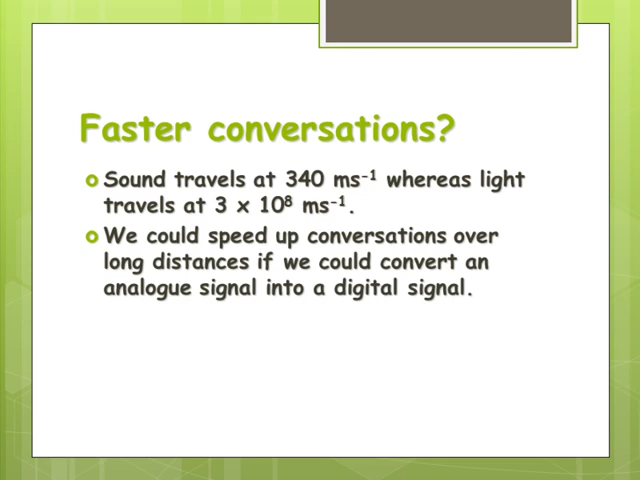 Faster conversations?
Sound travels at 340 ms⁻¹ whereas light
travels at 3 x 10⁸ ms⁻¹.
We could speed up conversations over
long distances if we could convert an
analogue signal into a digital signal.